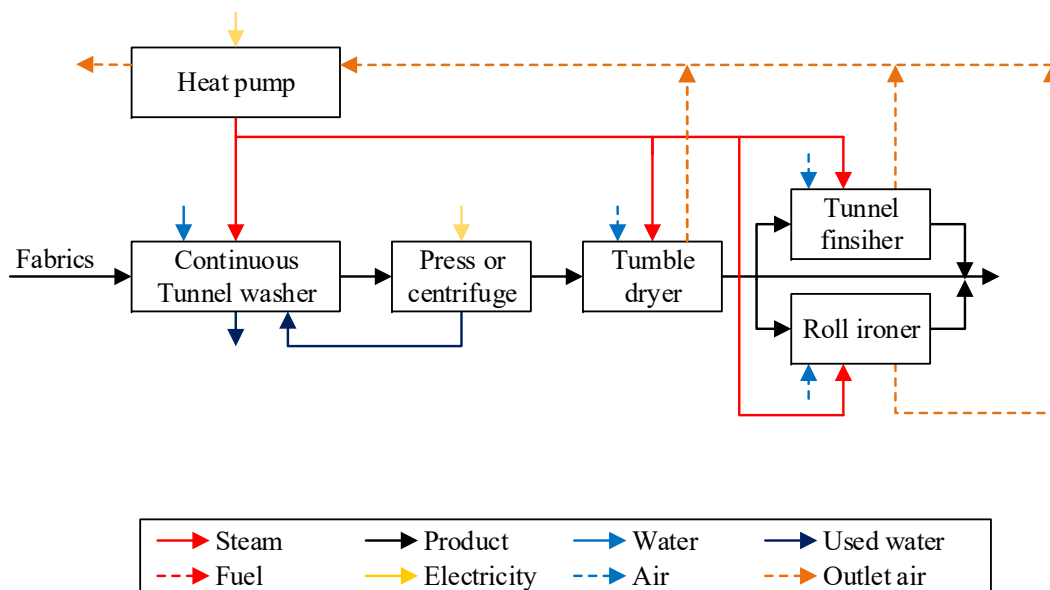 Heat pump
Fabrics
Continuous
Tunnel washer
Press or
centrifuge
Tumble
dryer
Tunnel
finsiher
Roll ironer
Steam
Product
Water
Used water
Fuel
Electricity
Air
Outlet air